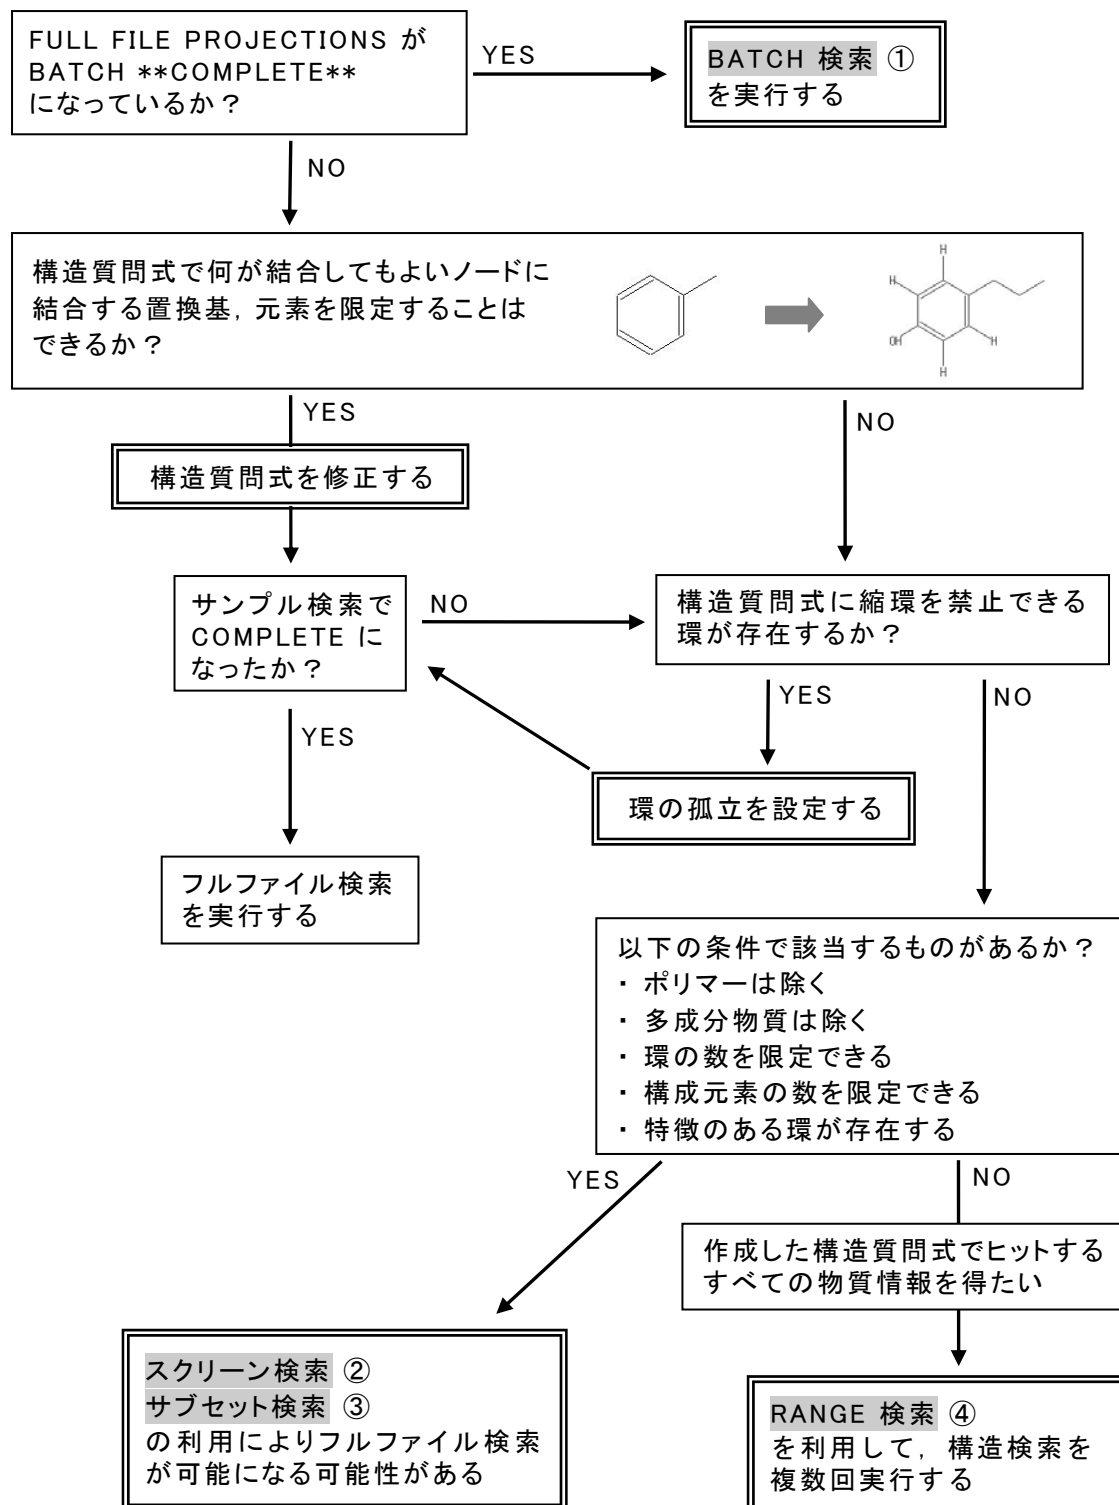 FULL FILE PROJECTIONS が
BATCH **COMPLETE**
になっているか？
YES
BATCH 検索 ①
を実行する
NO
構造質問式で何が結合してもよいノードに
結合する置換基，元素を限定することは
できるか？
H
H
OH
H
H
YES
NO
構造質問式を修正する
サンプル検索で
COMPLETE に
なったか？
NO
構造質問式に縮環を禁止できる
環が存在するか？
YES
YES
NO
環の孤立を設定する
フルファイル検索
を実行する
以下の条件で該当するものがあるか？
・ ポリマーは除く
・ 多成分物質は除く
・ 環の数を限定できる
・ 構成元素の数を限定できる
・ 特徴のある環が存在する
YES
NO
作成した構造質問式でヒットする
すべての物質情報を得たい
スクリーン検索 ②
サブセット検索 ③
の利用によりフルファイル検索
が可能になる可能性がある
RANGE 検索 ④
を利用して，構造検索を
複数回実行する